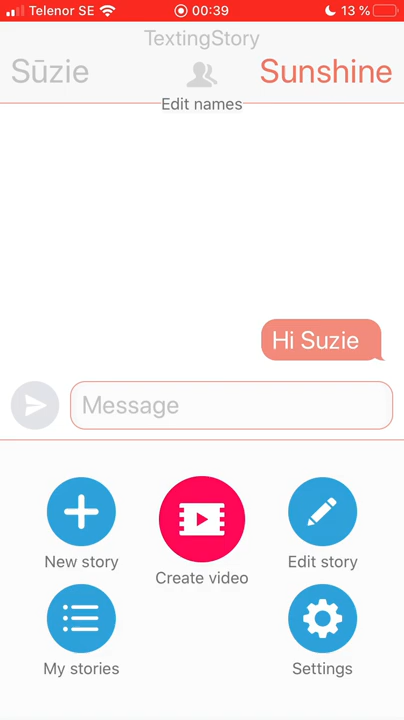 Telenor SE 00:39 13 %
TextingStory
Sūzie Sunshine
Edit names
Hi Suzie
Message
New story Create video Edit story
My stories Settings